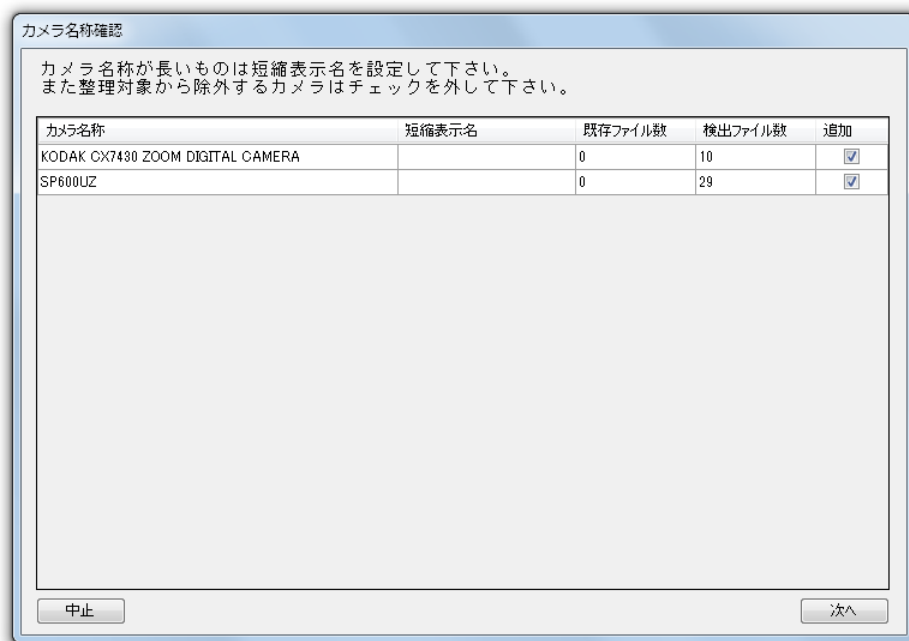 カメラ名称確認
カメラ名称が長いものは短縮表示名を設定して下さい。
また整理対象から除外するカメラはチェックを外して下さい。
カメラ名称 短縮表示名 既存ファイル数 検出ファイル数 追加
KODAK CX7430 ZOOM DIGITAL CAMERA 0 10
SP600UZ 0 29
中止 次へ